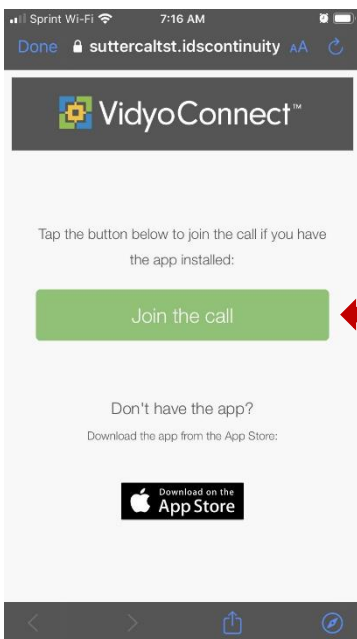 Sprint Wi-Fi 7:16 AM
Done suttercaltst.idscontinuity AA
VidyoConnect™
Tap the button below to join the call if you have
the app installed:
Join the call
Don't have the app?
Download the app from the App Store:
Download on the
App Store